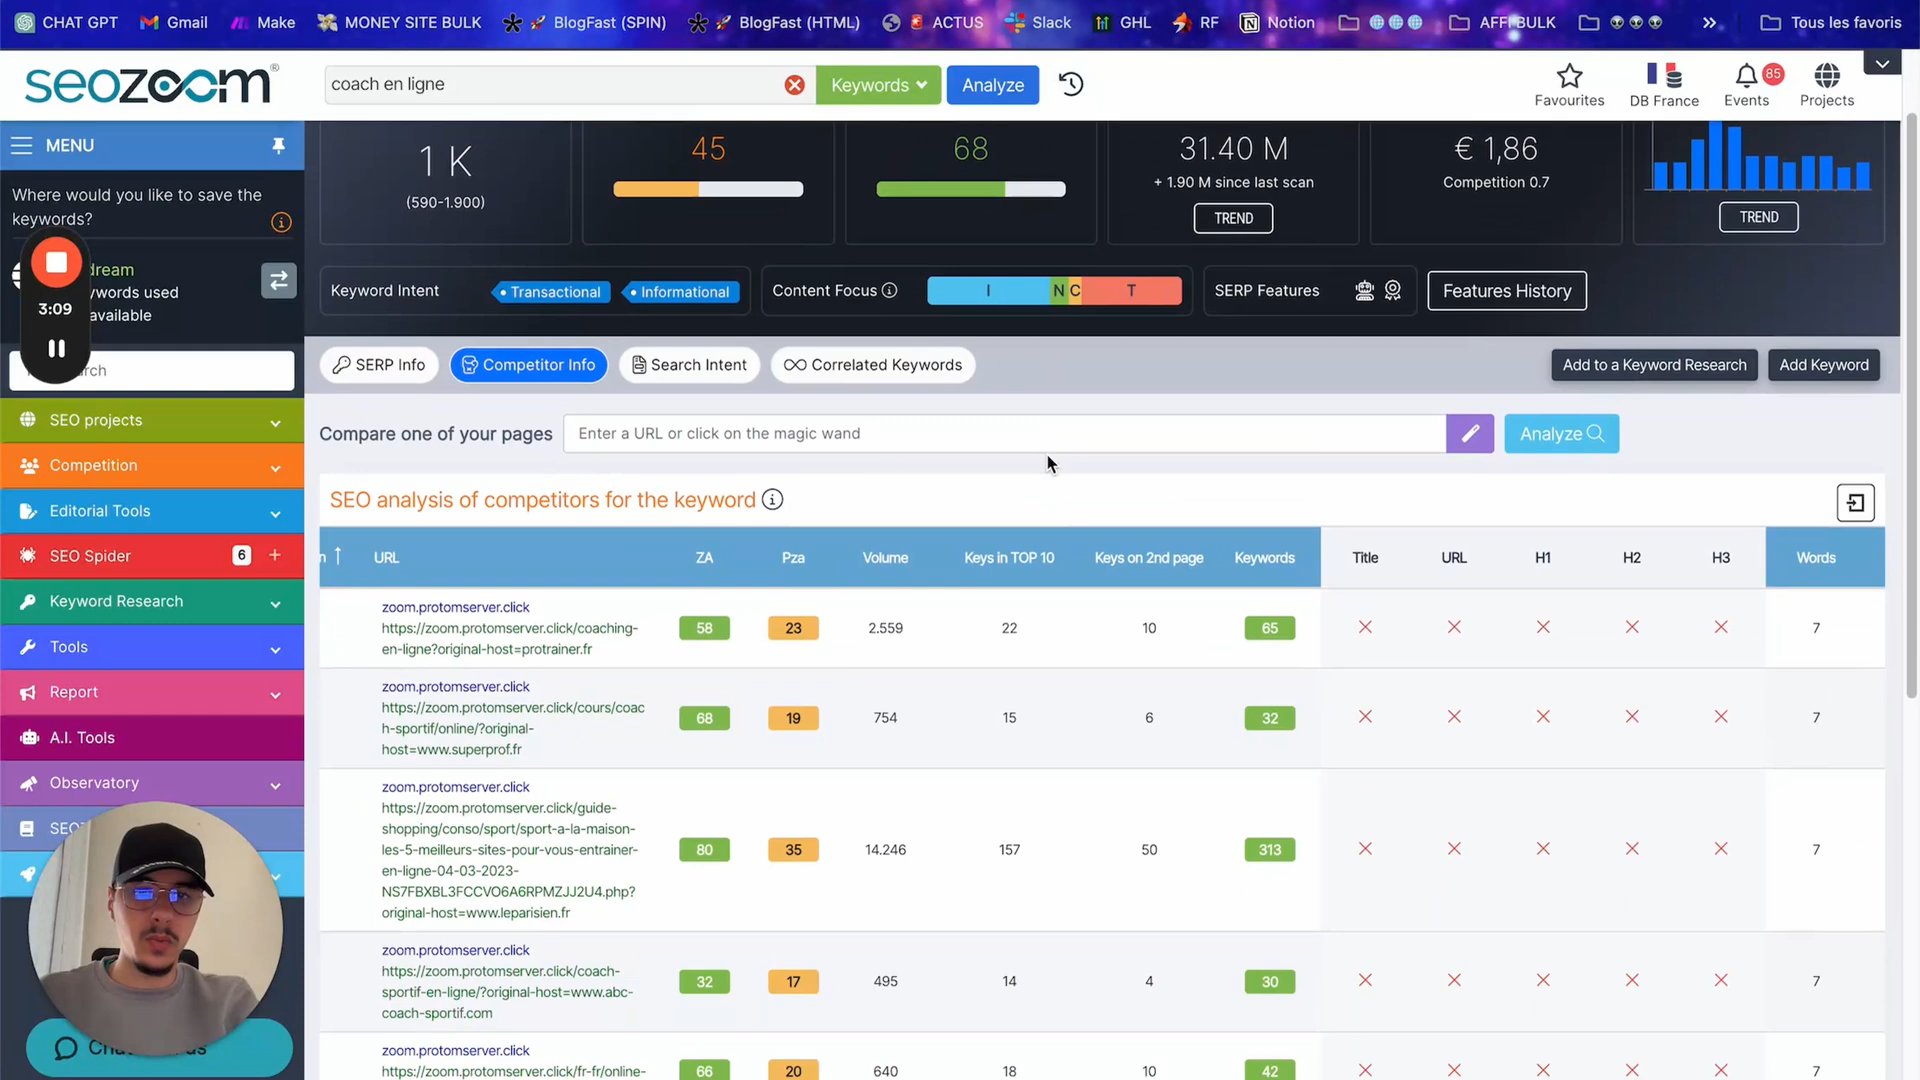 CHAT GPT Gmail Make MONEY SITE BULK BlogFast (SPIN) BlogFast (HTML) ACTUS Slack GHL RF Notion AFFI BULK » Tous les favoris
seozoom®
coach en ligne
Keywords
Analyze
Favourites
DB France
85
Events
Projects
MENU
Where would you like to save the
keywords?
dream
ywords used
available
3:09
rch
SEO projects
Competition
Editorial Tools
SEO Spider 6 +
Keyword Research
Tools
Report
A.I. Tools
Observatory
SEOZ
Cha
us
1 K
(590-1.900)
45
68
31.40 M
+ 1.90 M since last scan
TREND
€ 1,86
Competition 0.7
TREND
Keyword Intent
Transactional
Informational
Content Focus
I N C T
SERP Features
Features History
SERP Info
Competitor Info
Search Intent
Correlated Keywords
Add to a Keyword Research
Add Keyword
Compare one of your pages
Enter a URL or click on the magic wand
Analyze
SEO analysis of competitors for the keyword
n URL ZA Pza Volume Keys in TOP 10 Keys on 2nd page Keywords Title URL H1 H2 H3 Words
zoom.protomserver.click
https://zoom.protomserver.click/coaching-
en-ligne?original-host=protrainer.fr
58 23 2.559 22 10 65 7
zoom.protomserver.click
https://zoom.protomserver.click/cours/coac
h-sportif/online/?original-
host=www.superprof.fr
68 19 754 15 6 32 7
zoom.protomserver.click
https://zoom.protomserver.click/guide-
shopping/conso/sport/sport-a-la-maison-
les-5-meilleurs-sites-pour-vous-entrainer-
en-ligne-04-03-2023-
NS7FBXBL3FCCVO6A6RPMZJJ2U4.php?
original-host=www.leparisien.fr
80 35 14.246 157 50 313 7
zoom.protomserver.click
https://zoom.protomserver.click/coach-
sportif-en-ligne/?original-host=www.abc-
coach-sportif.com
32 17 495 14 4 30 7
zoom.protomserver.click
https://zoom.protomserver.click/fr-fr/online-
66 20 640 18 10 42 7